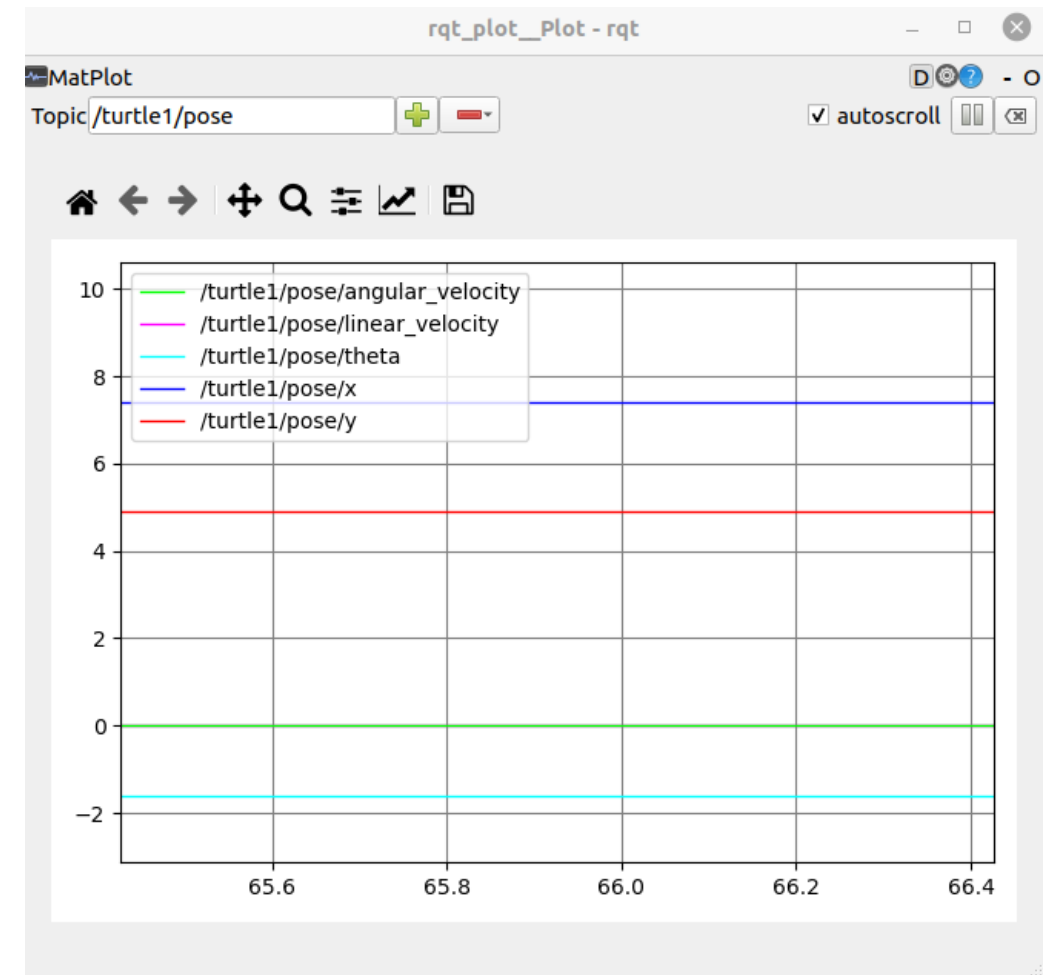 rqt_plot__Plot - rqt
MatPlot
D
?
- O
Topic /turtle1/pose
autoscroll
/turtle1/pose/angular_velocity
/turtle1/pose/linear_velocity
/turtle1/pose/theta
/turtle1/pose/x
/turtle1/pose/y
10
8
6
4
2
0
−2
65.6 65.8 66.0 66.2 66.4